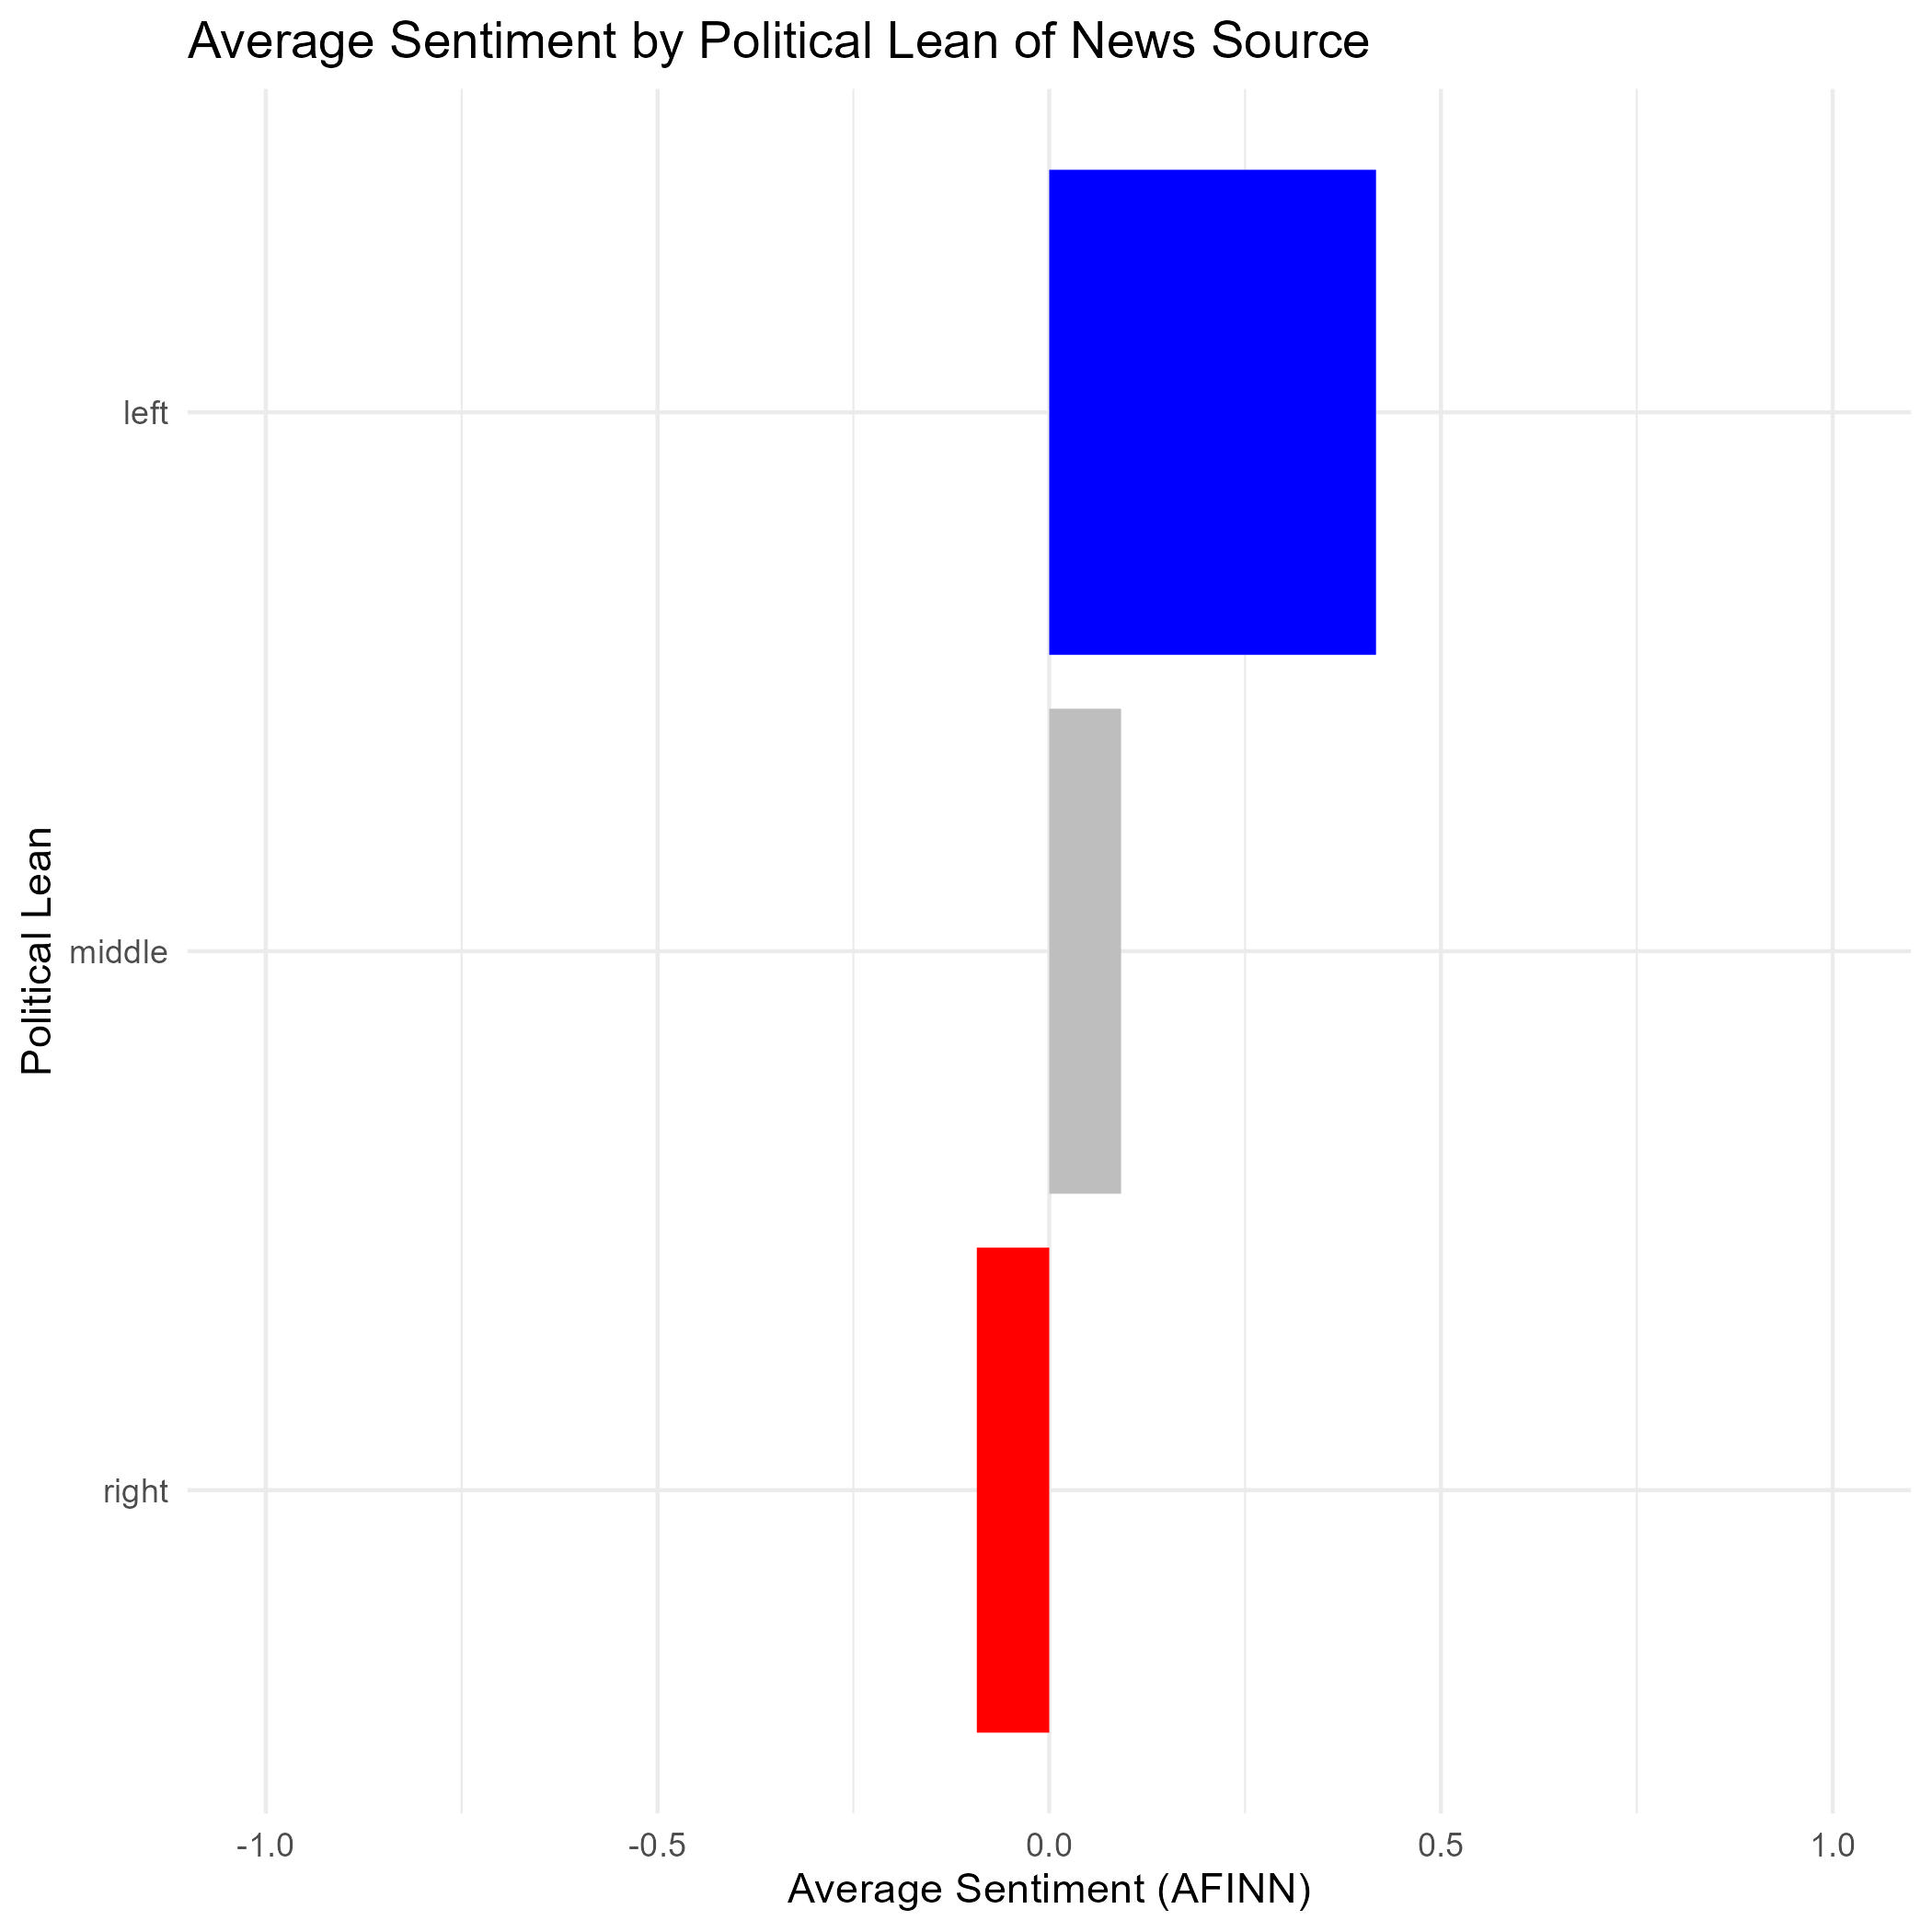 Average Sentiment by Political Lean of News Source
Political Lean
left
middle
right
-1.0
-0.5
0.0
0.5
1.0
Average Sentiment (AFINN)